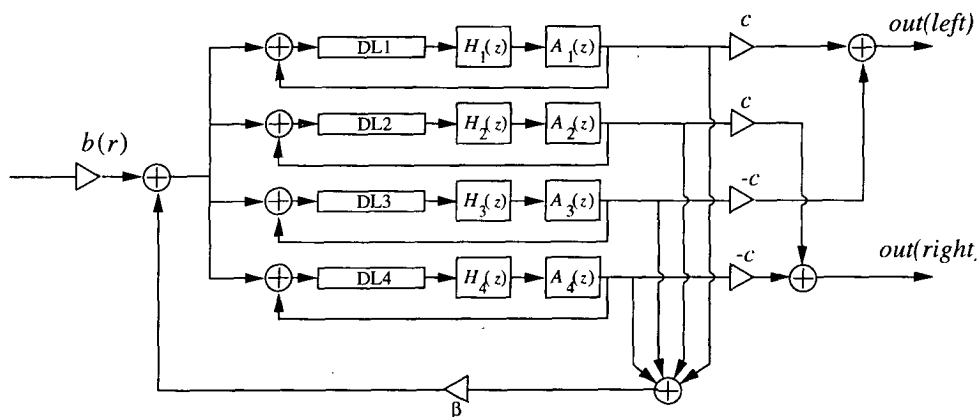 c
out(left)
DL1 H₁(z) A₁(z)
c
DL2 H₂(z) A₂(z)
b(r)
-c
DL3 H₃(z) A₃(z)
-c
out(right
DL4 H₄(z) A₄(z)
β